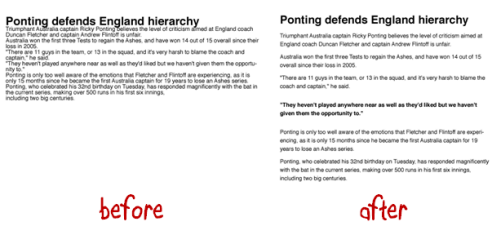 Ponting defends England hierarchy
Triumphant Australia captain Ricky Ponting believes the level of criticism aimed at England coach
Duncan Fletcher and captain Andrew Flintoff is unfair.
Australia won the first three Tests to regain the Ashes, and have won 14 out of 15 overall since their
loss in 2005.
"There are 11 guys in the team, or 13 in the squad, and it's very harsh to blame the coach and
captain," he said.
"They haven't played anywhere near as well as they'd liked but we haven't given them the opportu-
nity to."
Ponting is only too well aware of the emotions that Fletcher and Flintoff are experiencing, as it is
only 15 months since he became the first Australia captain for 19 years to lose an Ashes series.
Ponting, who celebrated his 32nd birthday on Tuesday, has responded magnificently with the bat in
the current series, making over 500 runs in his first six innings,
including two big centuries.
before
Ponting defends England hierarchy
Triumphant Australia captain Ricky Ponting believes the level of criticism aimed at
England coach Duncan Fletcher and captain Andrew Flintoff is unfair.
Australia won the first three Tests to regain the Ashes, and have won 14 out of 15
overall since their loss in 2005.
"There are 11 guys in the team, or 13 in the squad, and it's very harsh to blame the
coach and captain," he said.
"They heven't played anywhere near as well as they'd liked but we haven't
given them the opportunity to."
Ponting is only too well aware of the emotions that Fletcher and Flintoff are experi-
encing, as it is only 15 months since he became the first Australia captain for 19
years to lose an Ashes series.
Ponting, who celebrated his 32nd birthday on Tuesday, has responded magnificently
with the bat in the current series, making over 500 runs in his first six innings,
including two big centuries.
after